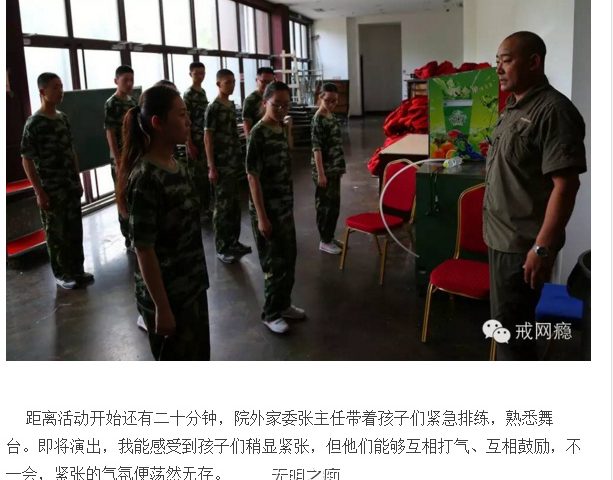 戒网瘾
距离活动开始还有二十分钟，院外家委张主任带着孩子们紧急排练，熟悉舞
台。即将演出，我能感受到孩子们稍显紧张，但他们能够互相打气、互相鼓励，不
一会，紧张的气氛便荡然无存。
无明之痴